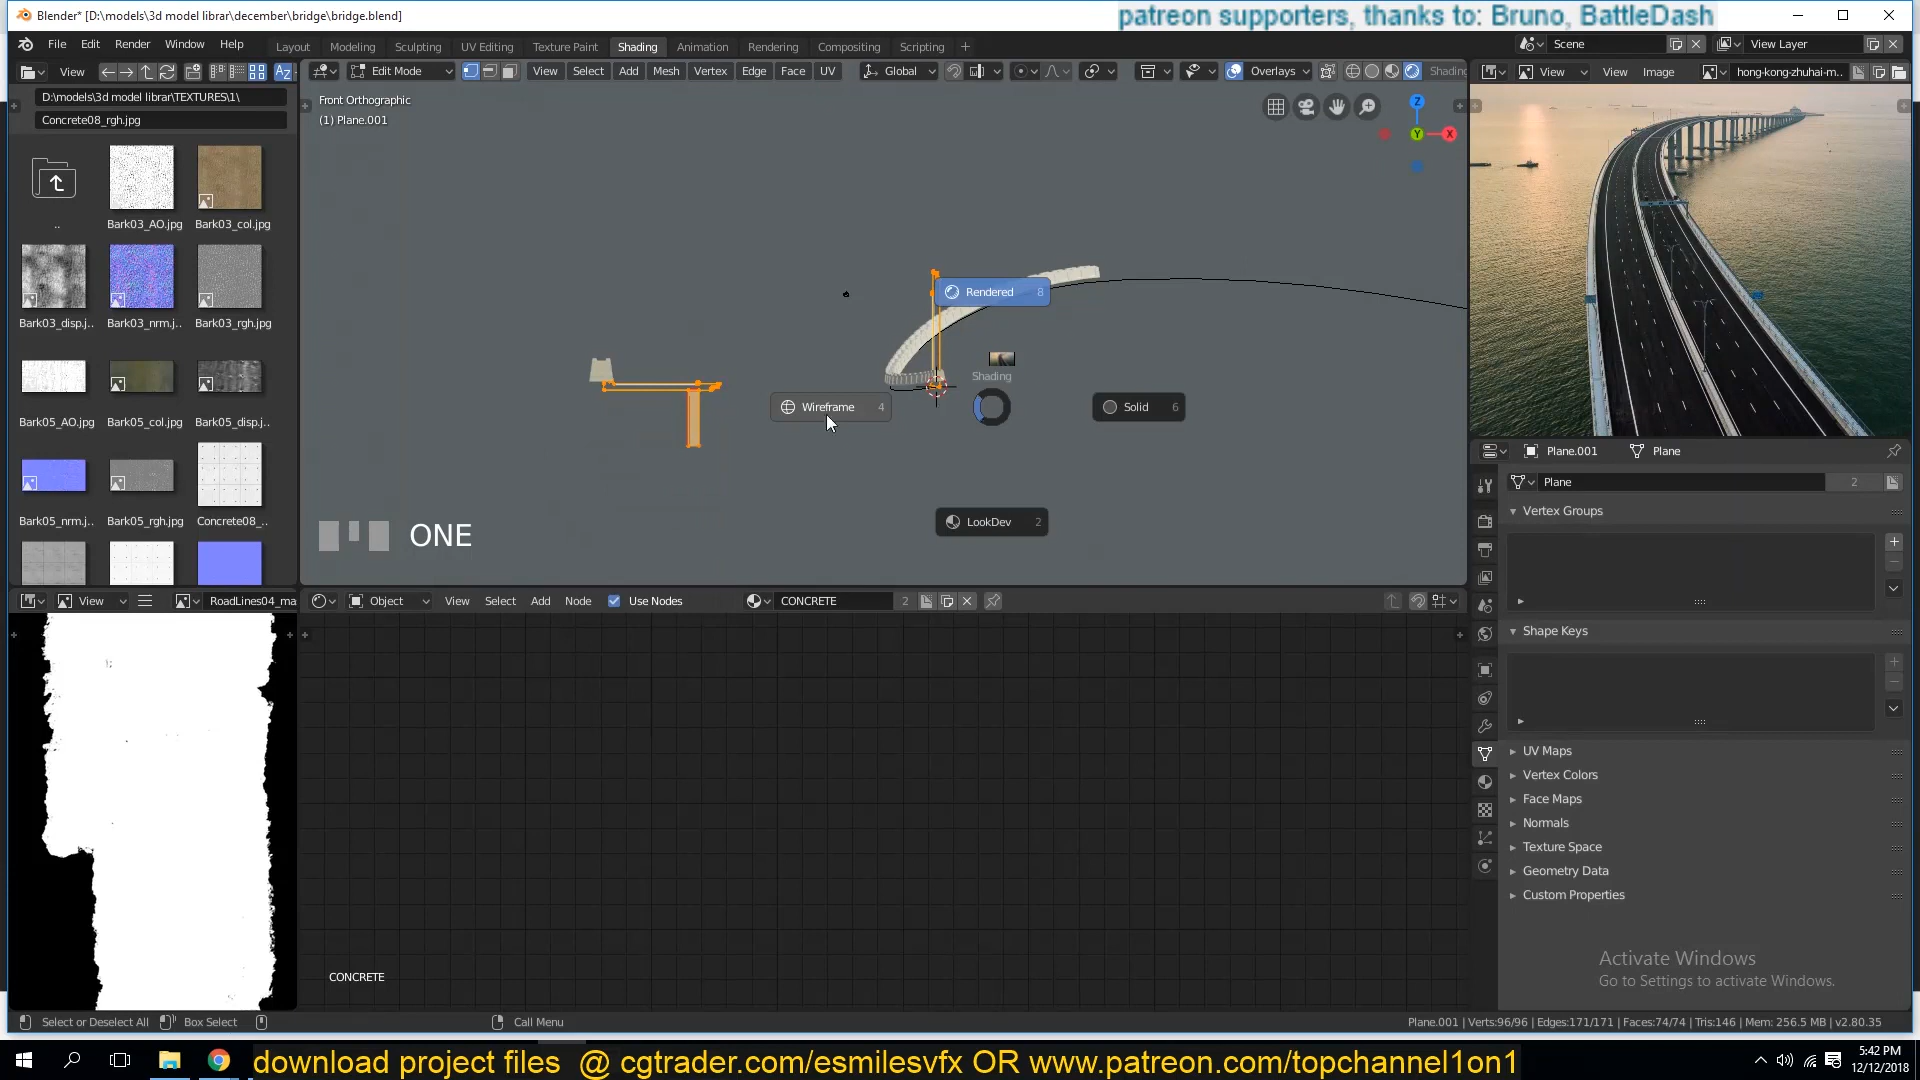 Blender* [D:\models\3d model librar\december\bridge\bridge.blend]
patreon supporters, thanks to: Bruno, BattleDash
File Edit Render Window Help
Layout Modeling Sculpting UV Editing Texture Paint Shading Animation Rendering Compositing Scripting +
Scene
View Layer
View
Edit Mode View Select Add Mesh Vertex Edge Face UV Global Overlays Shading
View View Image hong-kong-zhuhai-m..
D:\models\3d model librar\TEXTURES\1\
Concrete08_rgh.jpg
Front Orthographic
(1) Plane.001
Z
Y
X
..
Bark03_AO.jpg
Bark03_col.jpg
Bark03_disp.j..
Bark03_nrm.j..
Bark03_rgh.jpg
Bark05_AO.jpg
Bark05_col.jpg
Bark05_disp.j..
Bark05_nrm.j..
Bark05_rgh.jpg
Concrete08_..
Rendered 8
Shading
Wireframe 4
Solid 6
LookDev 2
ONE
Plane.001 Plane
Plane 2
Vertex Groups
Shape Keys
UV Maps
Vertex Colors
Face Maps
Normals
Texture Space
Geometry Data
Custom Properties
View RoadLines04_ma
Object View Select Add Node Use Nodes CONCRETE 2
CONCRETE
Activate Windows
Go to Settings to activate Windows.
Select or Deselect All Box Select Call Menu
Plane.001 | Verts:96/96 | Edges:171/171 | Faces:74/74 | Tris:146 | Mem: 256.5 MB | v2.80.35
download project files @ cgtrader.com/esmilesvfx OR www.patreon.com/topchannel1on1
5:42 PM
12/12/2018